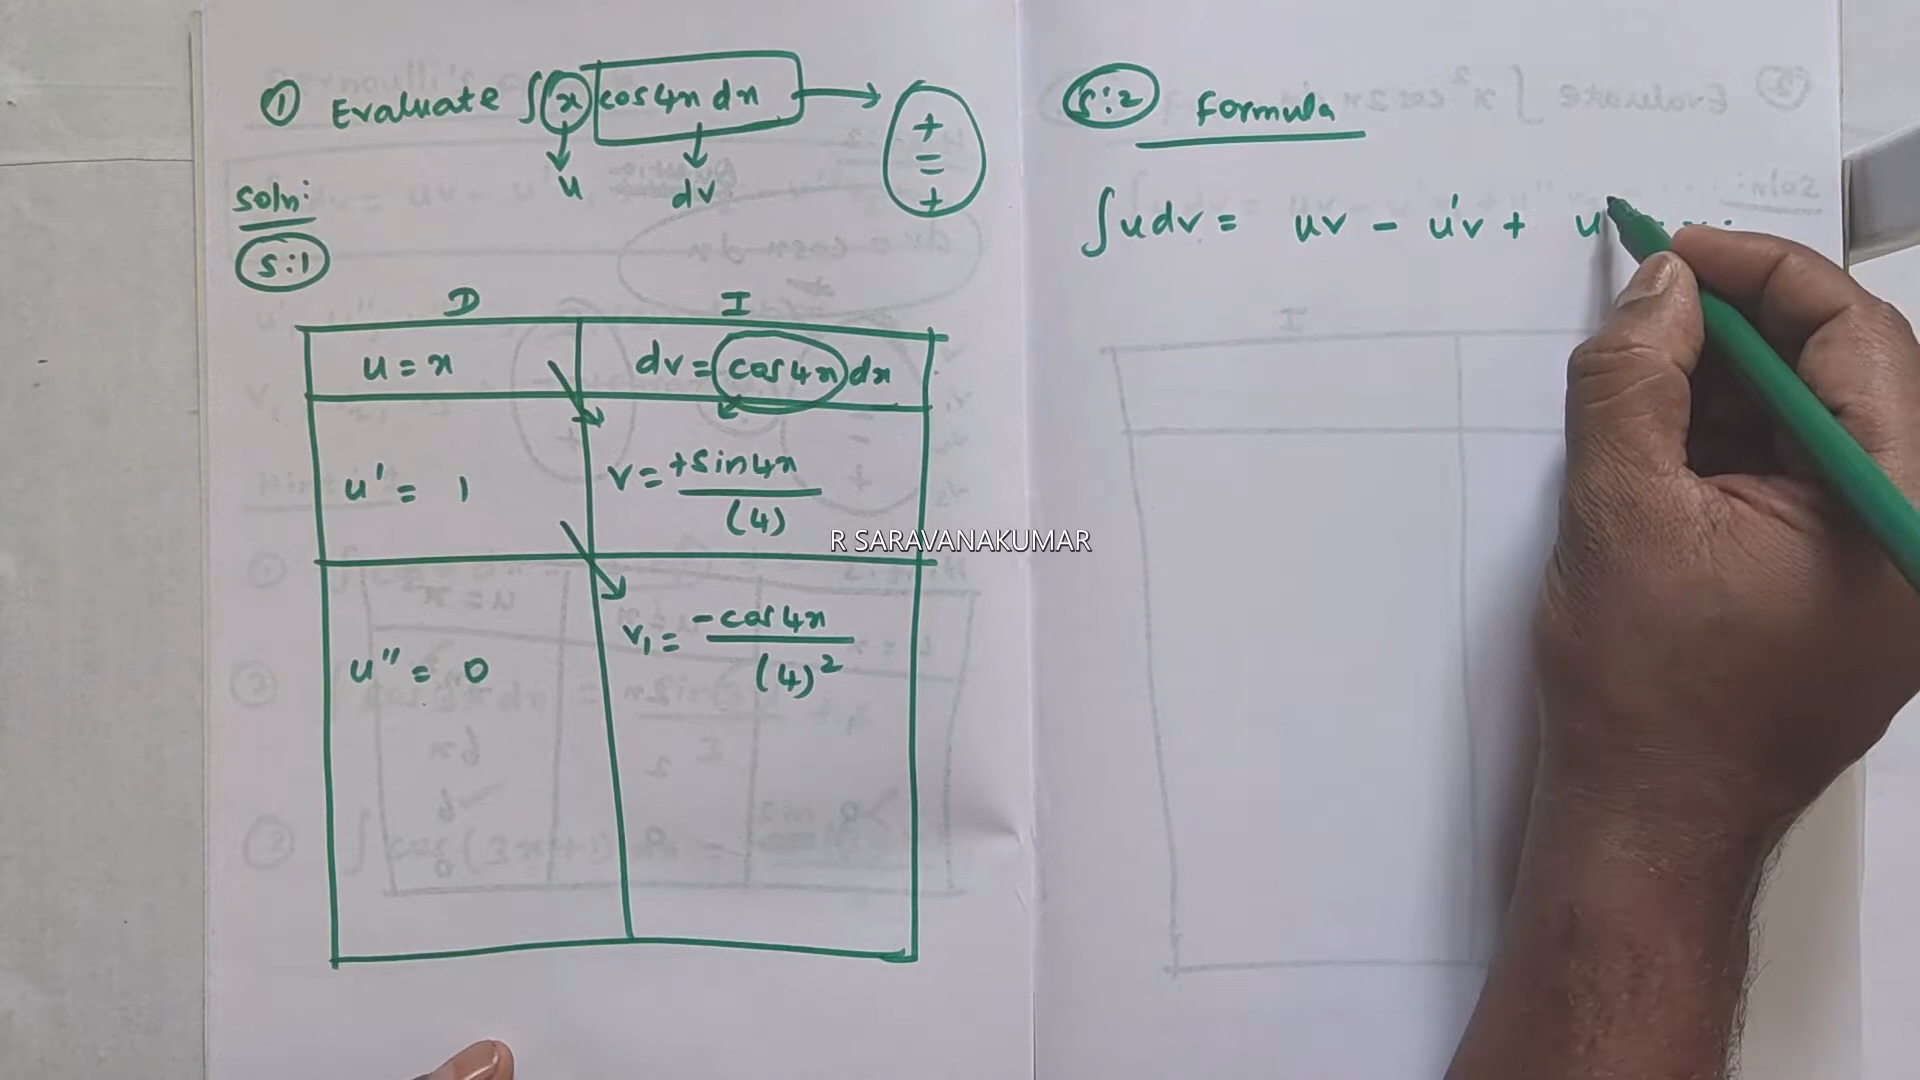 ① Evaluate ∫ x cos4x dx
+
u
dv
=
+
Soln:
S:1
D I
u = x
dv = cos4x dx
u' = 1
v = +sin4x/(4)
u'' = 0
v₁ = -cos4x/(4)²
S:2 Formula
∫udv = uv - u'v + u
R SARAVANAKUMAR